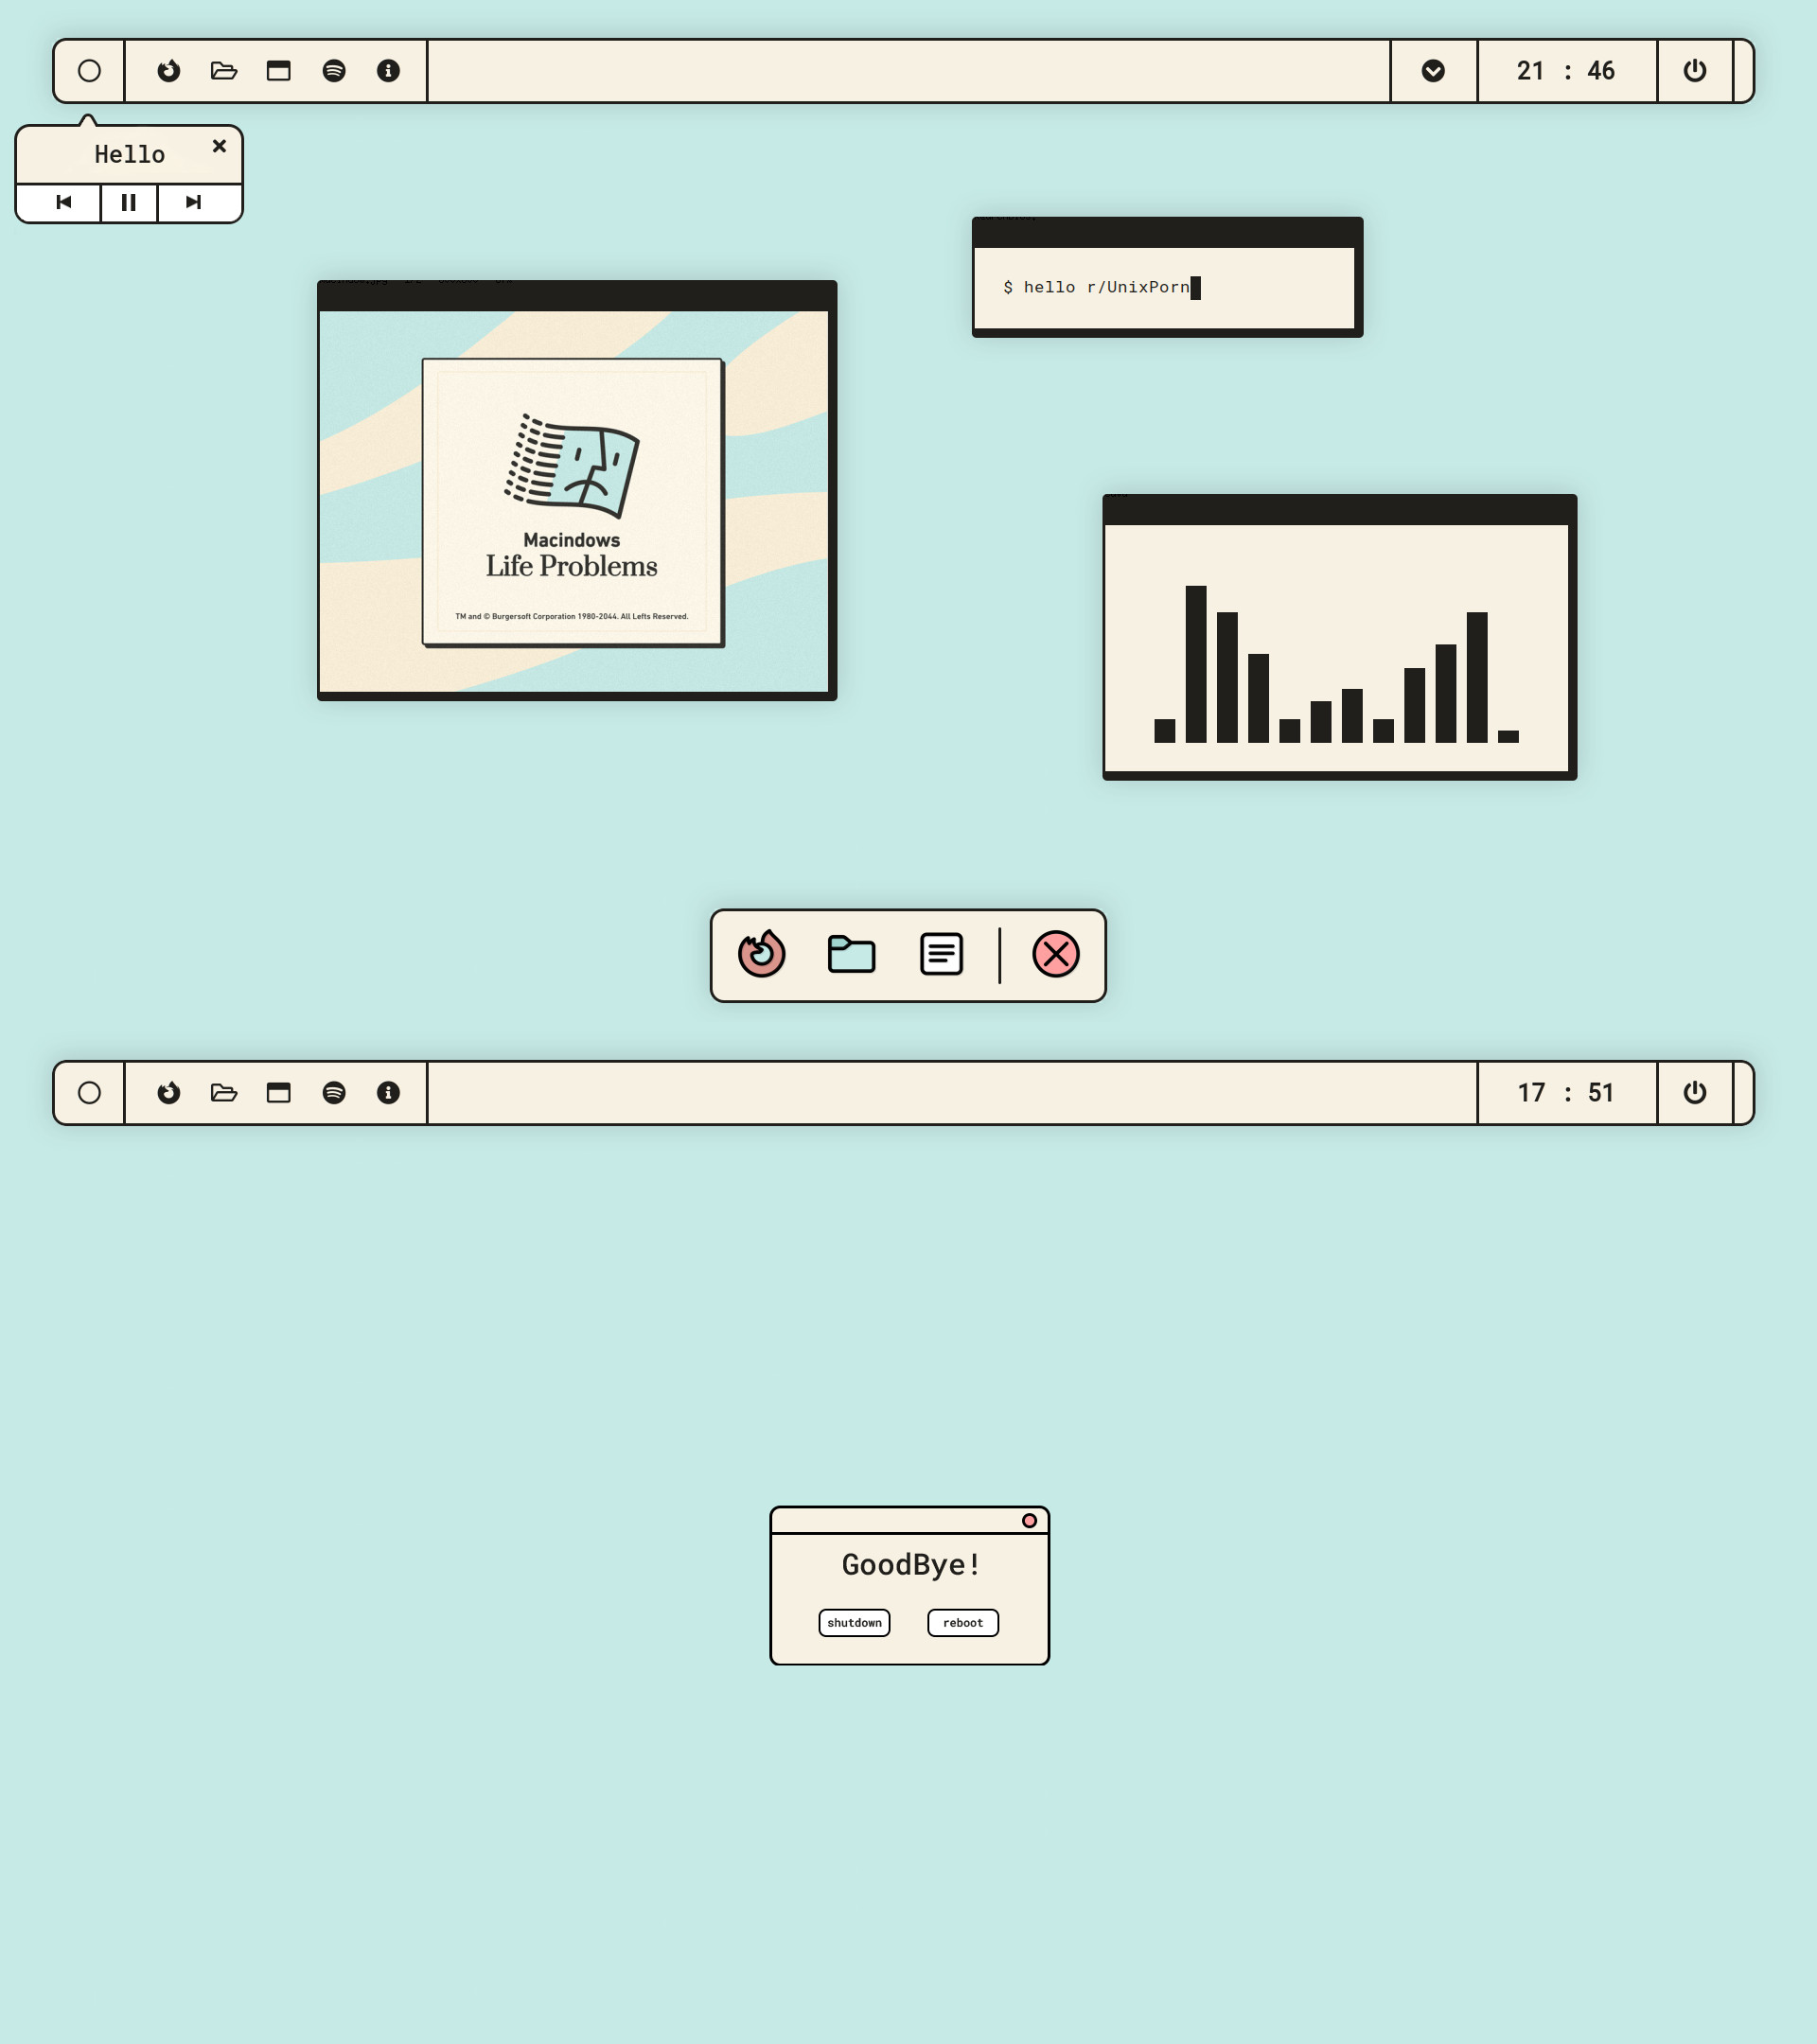 21 : 46
Hello
$ hello r/UnixPorn
Macindows
Life Problems
TM and © Burgersoft Corporation 1980-2044. All Lefts Reserved.
17 : 51
GoodBye!
shutdown
reboot